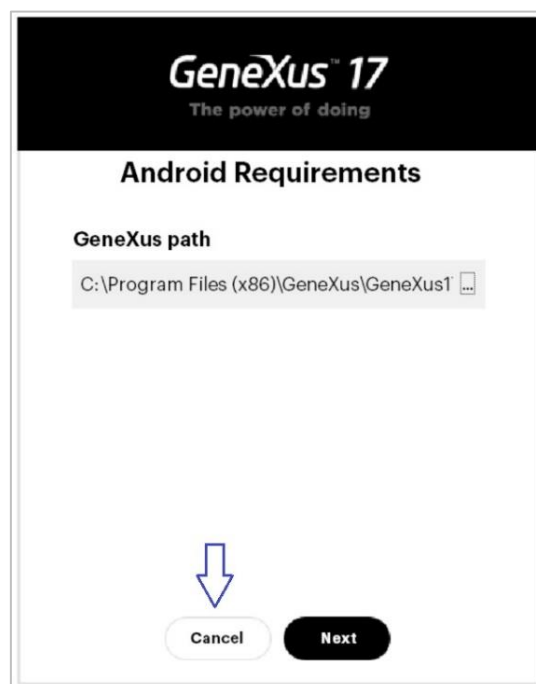 GeneXus™ 17
The power of doing
Android Requirements
GeneXus path
C:\Program Files (x86)\GeneXus\GeneXus1 ...
Cancel Next